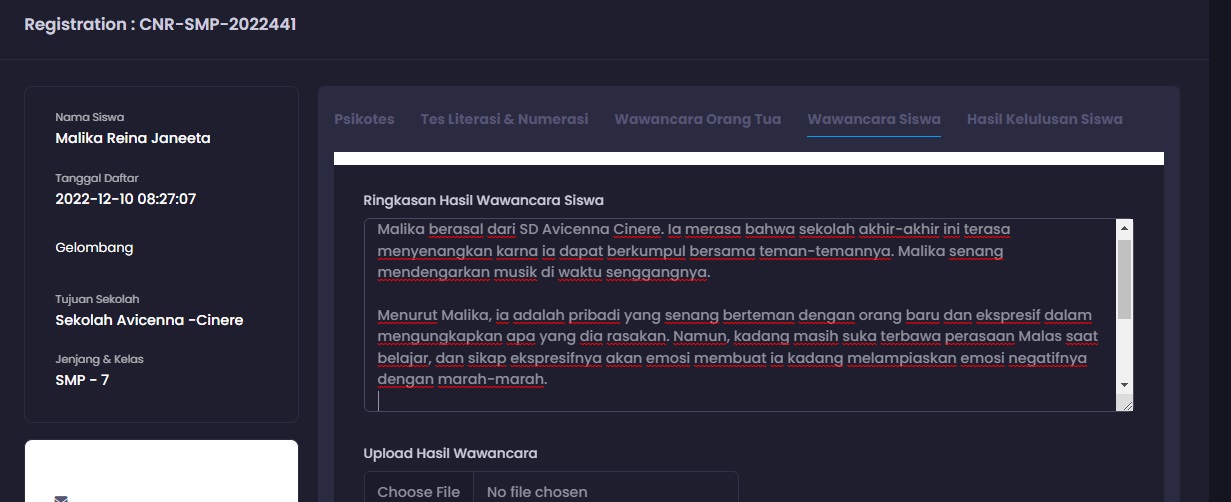 Registration : CNR-SMP-2022441
Nama Siswa
Malika Reina Janeeta
Tanggal Daftar
2022-12-10 08:27:07
Gelombang
Tujuan Sekolah
Sekolah Avicenna -Cinere
Jenjang & Kelas
SMP - 7
Psikotes Tes Literasi & Numerasi Wawancara Orang Tua Wawancara Siswa Hasil Kelulusan Siswa
Ringkasan Hasil Wawancara Siswa
Malika berasal dari SD Avicenna Cinere. Ia merasa bahwa sekolah akhir-akhir ini terasa
menyenangkan karna ia dapat berkumpul bersama teman-temannya. Malika senang
mendengarkan musik di waktu senggangnya.
Menurut Malika, ia adalah pribadi yang senang berteman dengan orang baru dan ekspresif dalam
mengungkapkan apa yang dia rasakan. Namun, kadang masih suka terbawa perasaan Malas saat
belajar, dan sikap ekspresifnya akan emosi membuat ia kadang melampiaskan emosi negatifnya
dengan marah-marah.
Upload Hasil Wawancara
Choose File No file chosen